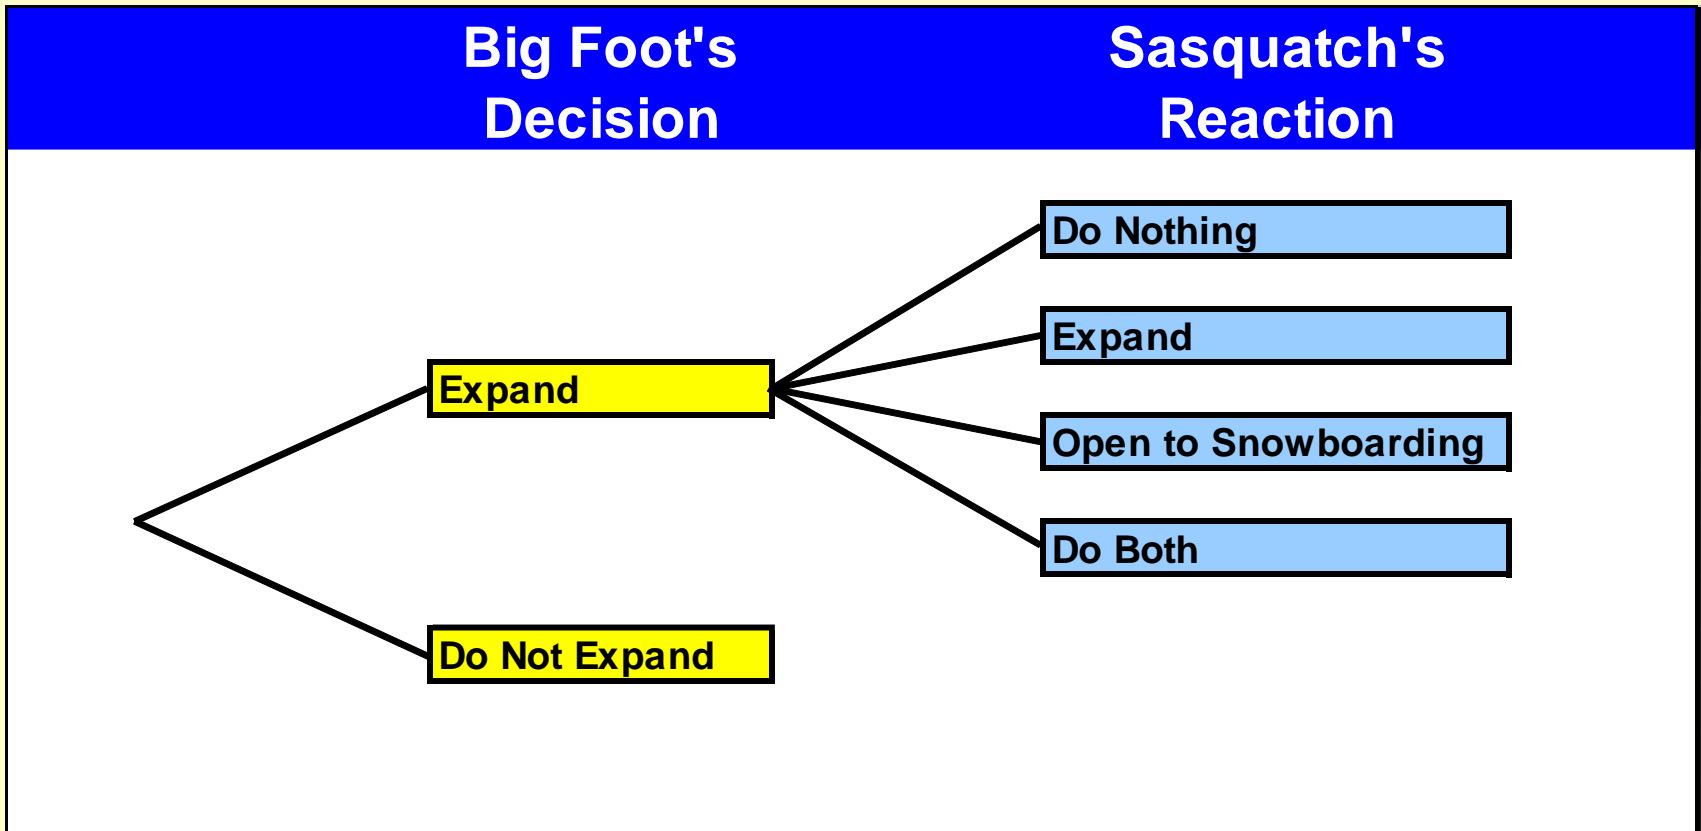 Big Foot's
Decision
Sasquatch's
Reaction
Do Nothing
Expand
Expand
Open to Snowboarding
Do Both
Do Not Expand